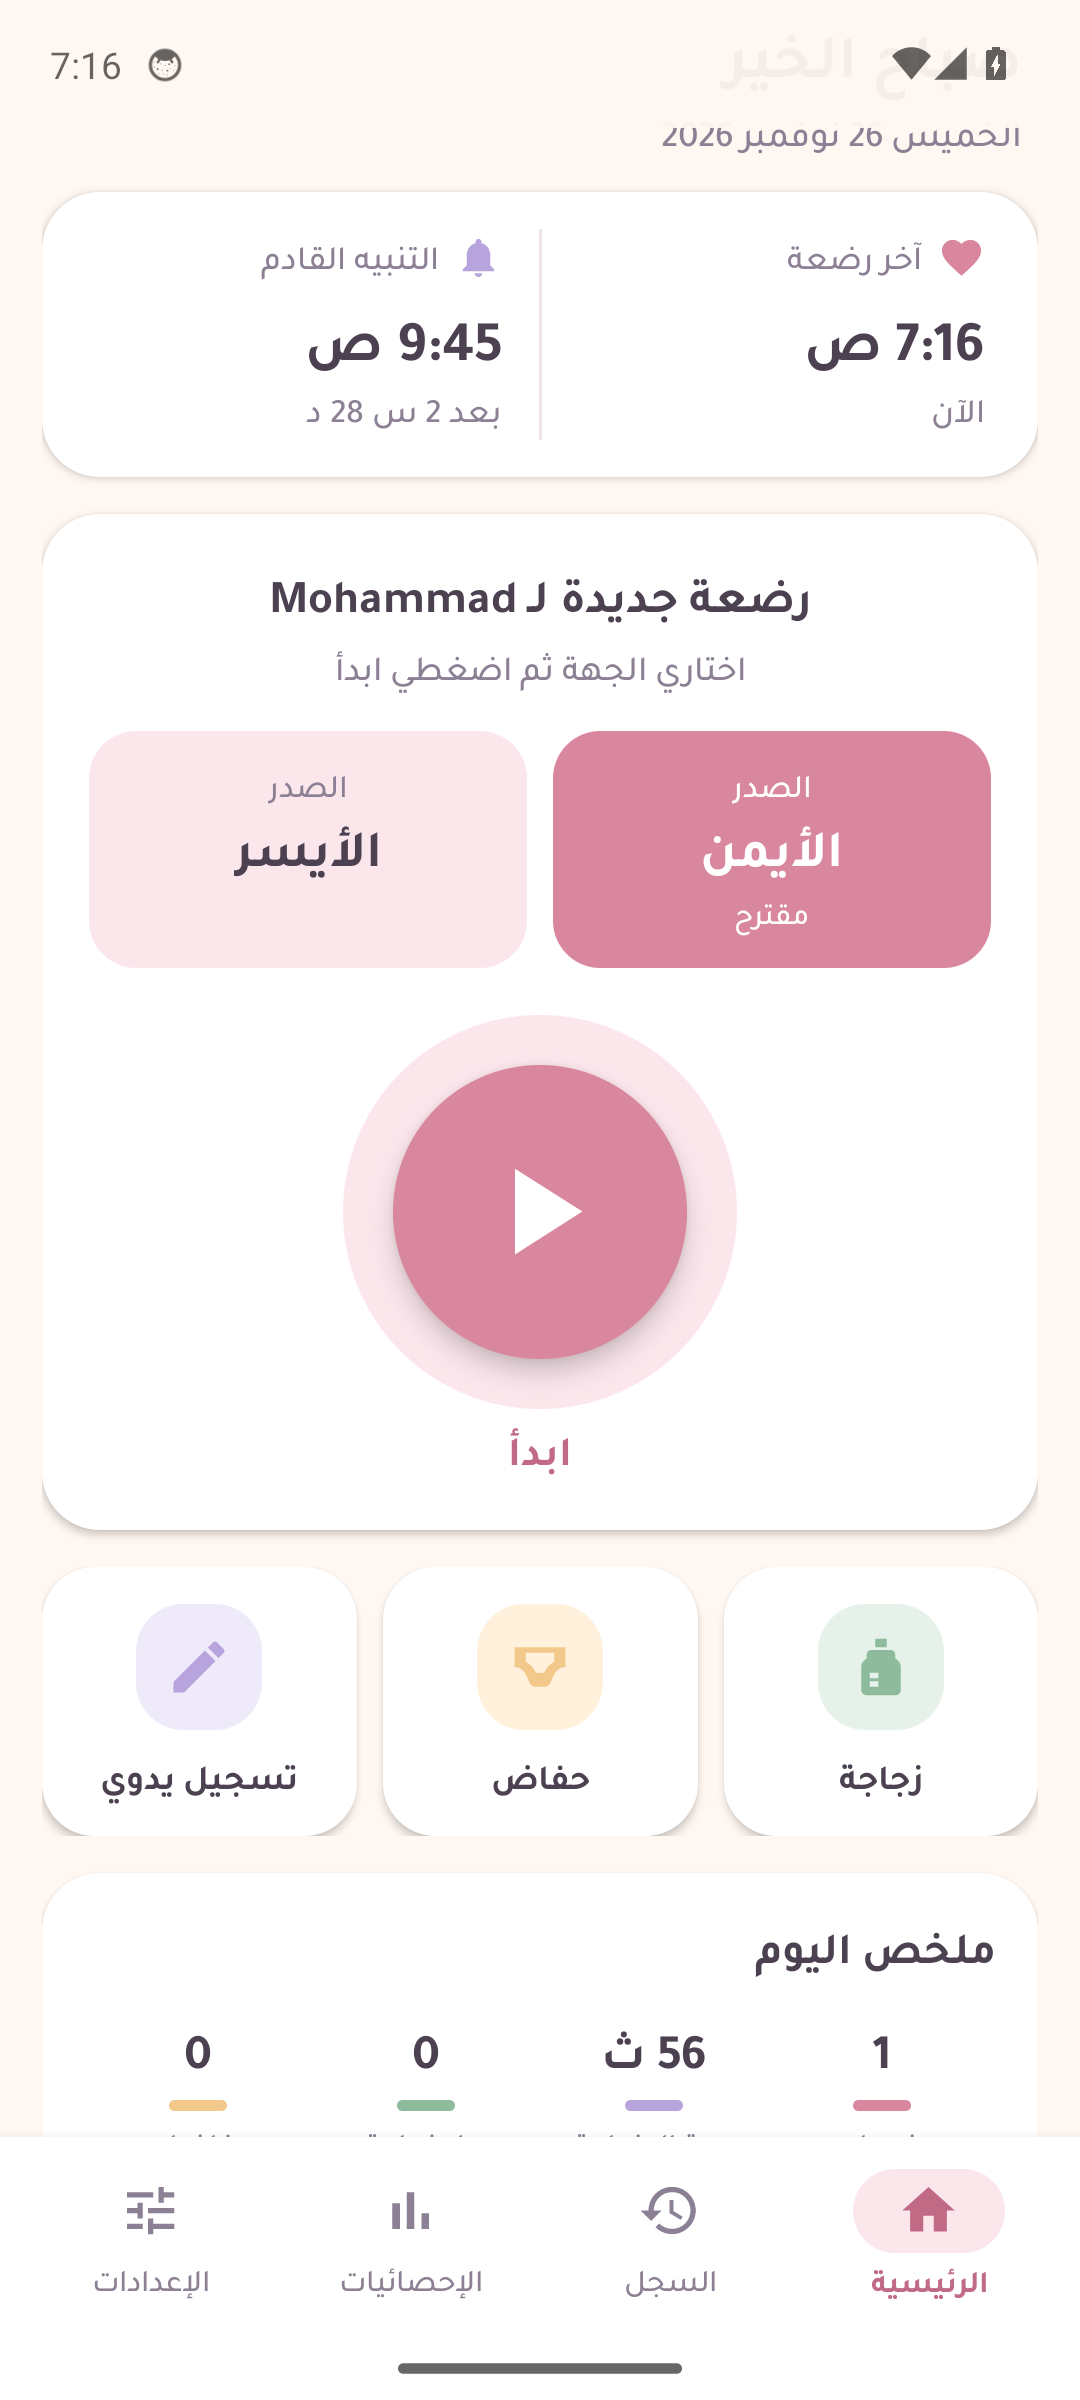 7:16
صباح الخير
الخميس 26 نوفمبر 2026
آخر رضعة
7:16 ص
الآن
التنبيه القادم
9:45 ص
بعد 2 س 28 د
رضعة جديدة لـ Mohammad
اختاري الجهة ثم اضغطي ابدأ
الصدر
الأيمن
مقترح
الصدر
الأيسر
ابدأ
زجاجة
حفاض
تسجيل يدوي
ملخص اليوم
1
56 ث
0
0
الرئيسية
السجل
الإحصائيات
الإعدادات